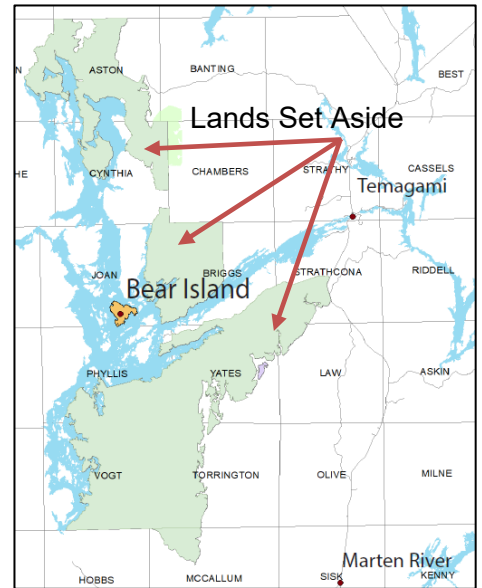 N
ASTON
BANTING
BEST
Lands Set Aside
HE
CYNTHIA
CHAMBERS
STRATHY
CASSELS
Temagami
JOAN
BRIGGS
STRATHCONA
RIDDELL
Bear Island
PHYLLIS
YATES
LAW
ASKIN
VOGT
TORRINGTON
OLIVE
MILNE
Marten River
HOBBS
MCCALLUM
SISK
KENNY